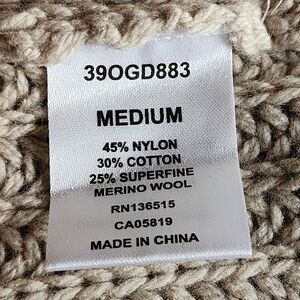 39OGD883
MEDIUM
45% NYLON
30% COTTON
25% SUPERFINE
MERINO WOOL
RN136515
CA05819
MADE IN CHINA